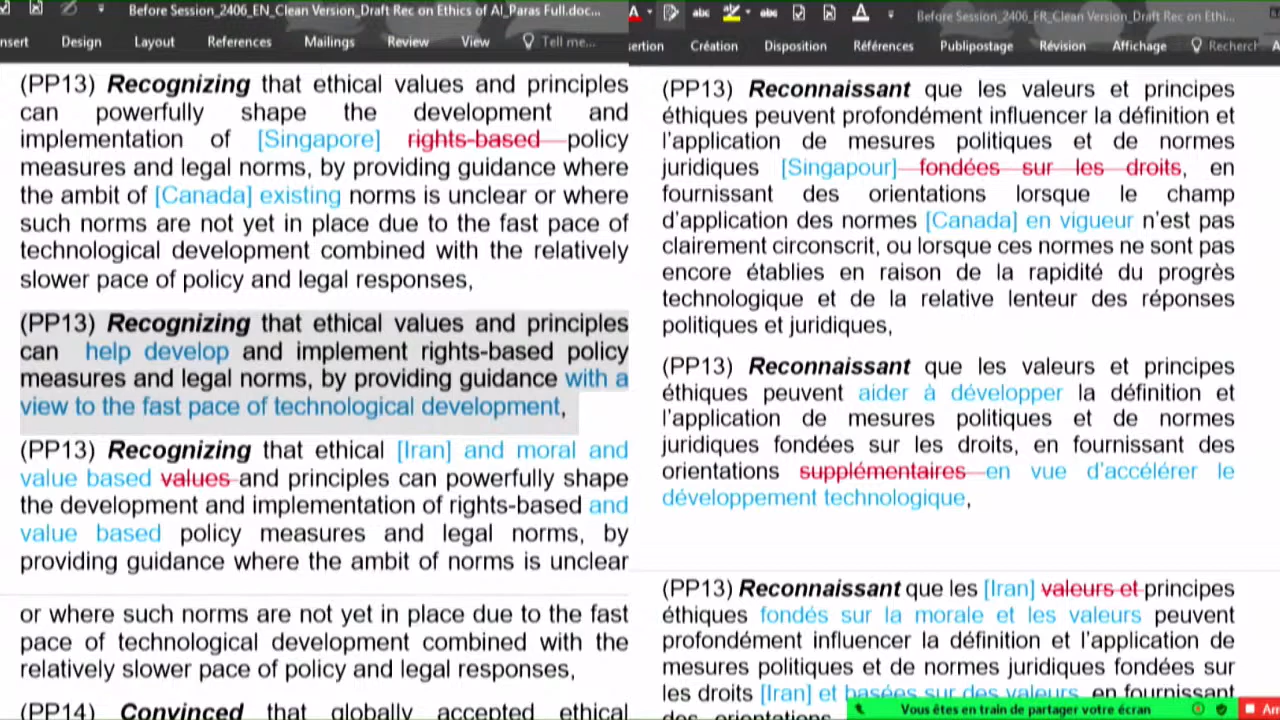 Before Session_2406_EN_Clean Version_Draft Rec on Ethics of AI_Paras Full.doc...
nsert Design Layout References Mailings Review View Tell me...
(PP13) Recognizing that ethical values and principles
can powerfully shape the development and
implementation of [Singapore] rights-based policy
measures and legal norms, by providing guidance where
the ambit of [Canada] existing norms is unclear or where
such norms are not yet in place due to the fast pace of
technological development combined with the relatively
slower pace of policy and legal responses,
(PP13) Recognizing that ethical values and principles
can help develop and implement rights-based policy
measures and legal norms, by providing guidance with a
view to the fast pace of technological development,
(PP13) Recognizing that ethical [Iran] and moral and
value based values and principles can powerfully shape
the development and implementation of rights-based and
value based policy measures and legal norms, by
providing guidance where the ambit of norms is unclear
or where such norms are not yet in place due to the fast
pace of technological development combined with the
relatively slower pace of policy and legal responses,
(PP14) Convinced that globally accepted ethical
A abc abc A Before Session_2406_FR_Clean Version_Draft Rec on Ethi...
sertion Création Disposition Références Publipostage Révision Affichage Recherch
(PP13) Reconnaissant que les valeurs et principes
éthiques peuvent profondément influencer la définition et
l'application de mesures politiques et de normes
juridiques [Singapour] fondées sur les droits, en
fournissant des orientations lorsque le champ
d'application des normes [Canada] en vigueur n'est pas
clairement circonscrit, ou lorsque ces normes ne sont pas
encore établies en raison de la rapidité du progrès
technologique et de la relative lenteur des réponses
politiques et juridiques,
(PP13) Reconnaissant que les valeurs et principes
éthiques peuvent aider à développer la définition et
l'application de mesures politiques et de normes
juridiques fondées sur les droits, en fournissant des
orientations supplémentaires en vue d'accélérer le
développement technologique,
(PP13) Reconnaissant que les [Iran] valeurs et principes
éthiques fondés sur la morale et les valeurs peuvent
profondément influencer la définition et l'application de
mesures politiques et de normes juridiques fondées sur
les droits [Iran] et basées sur des valeurs, en fournissant
des orientations
Vous êtes en train de partager votre écran